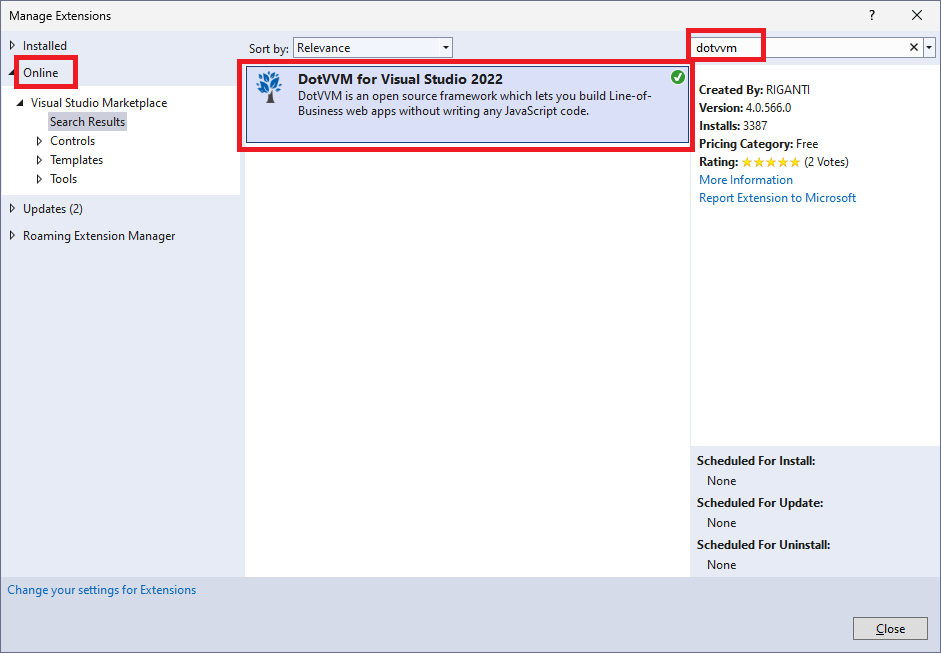 Manage Extensions
?
Installed
Online
Visual Studio Marketplace
Search Results
Controls
Templates
Tools
Updates (2)
Roaming Extension Manager
Sort by: Relevance
dotvvm
DotVVM for Visual Studio 2022
DotVVM is an open source framework which lets you build Line-of-
Business web apps without writing any JavaScript code.
Created By: RIGANTI
Version: 4.0.566.0
Installs: 3387
Pricing Category: Free
Rating: (2 Votes)
More Information
Report Extension to Microsoft
Scheduled For Install:
None
Scheduled For Update:
None
Scheduled For Uninstall:
None
Change your settings for Extensions
Close